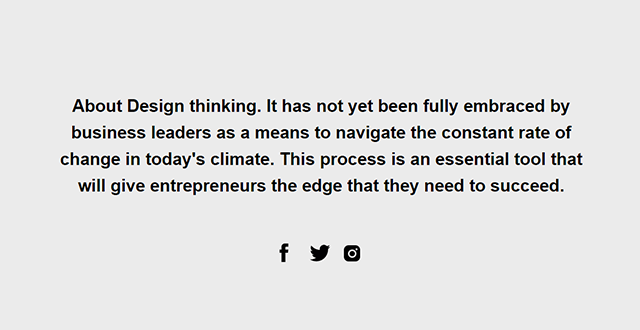 About Design thinking. It has not yet been fully embraced by
business leaders as a means to navigate the constant rate of
change in today's climate. This process is an essential tool that
will give entrepreneurs the edge that they need to succeed.